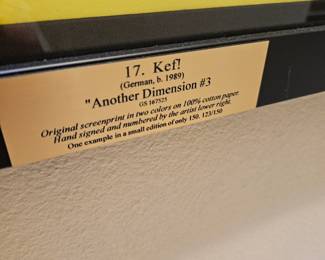 17. Kef!
(German, b. 1989)
"Another Dimension #3
GS 167525
Original screenprint in two colors on 100% cotton paper.
Hand signed and numbered by the artist lower right.
One example in a small edition of only 150. 123/150